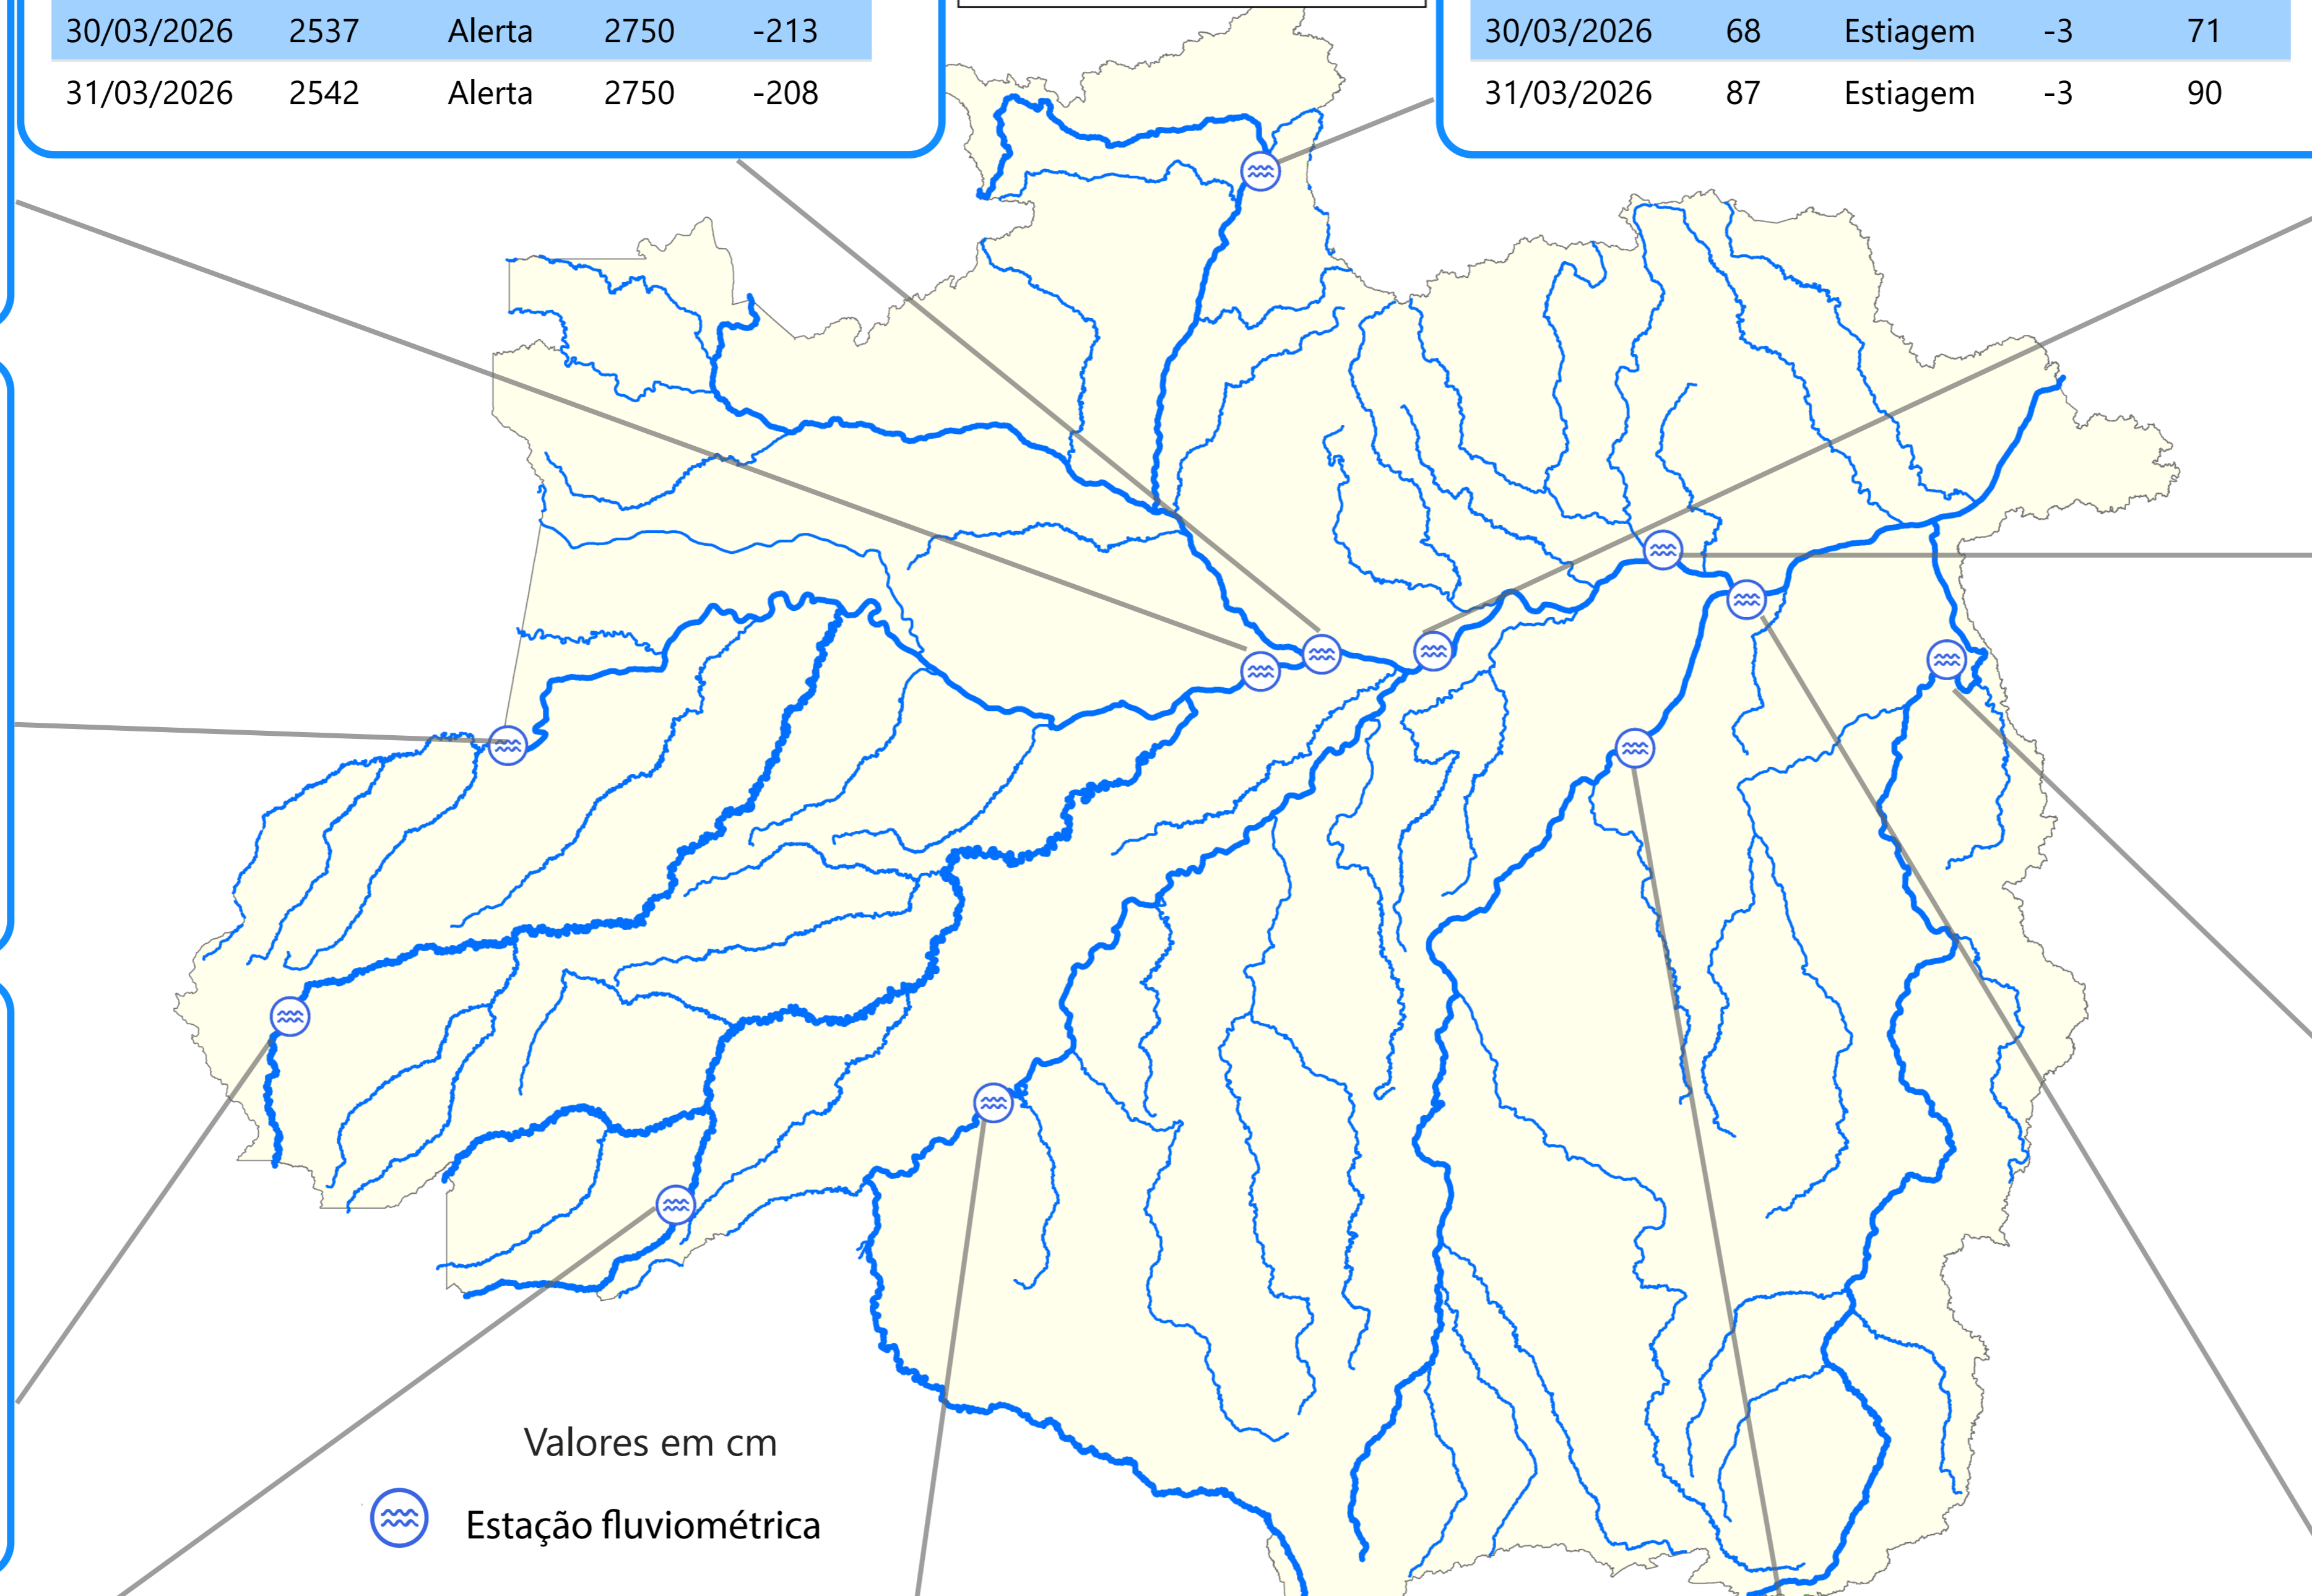 30/03/2026 2537 Alerta 2750 -213
31/03/2026 2542 Alerta 2750 -208
30/03/2026 68 Estiagem -3 71
31/03/2026 87 Estiagem -3 90
Valores em cm
Estação fluviométrica